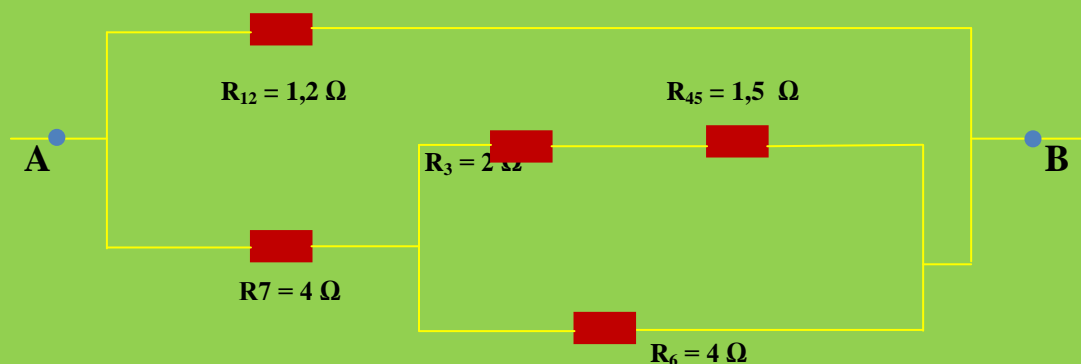 R₁₂ = 1,2 Ω
R₄₅ = 1,5 Ω
A
B
R₃ = 2 Ω
R7 = 4 Ω
R₆ = 4 Ω